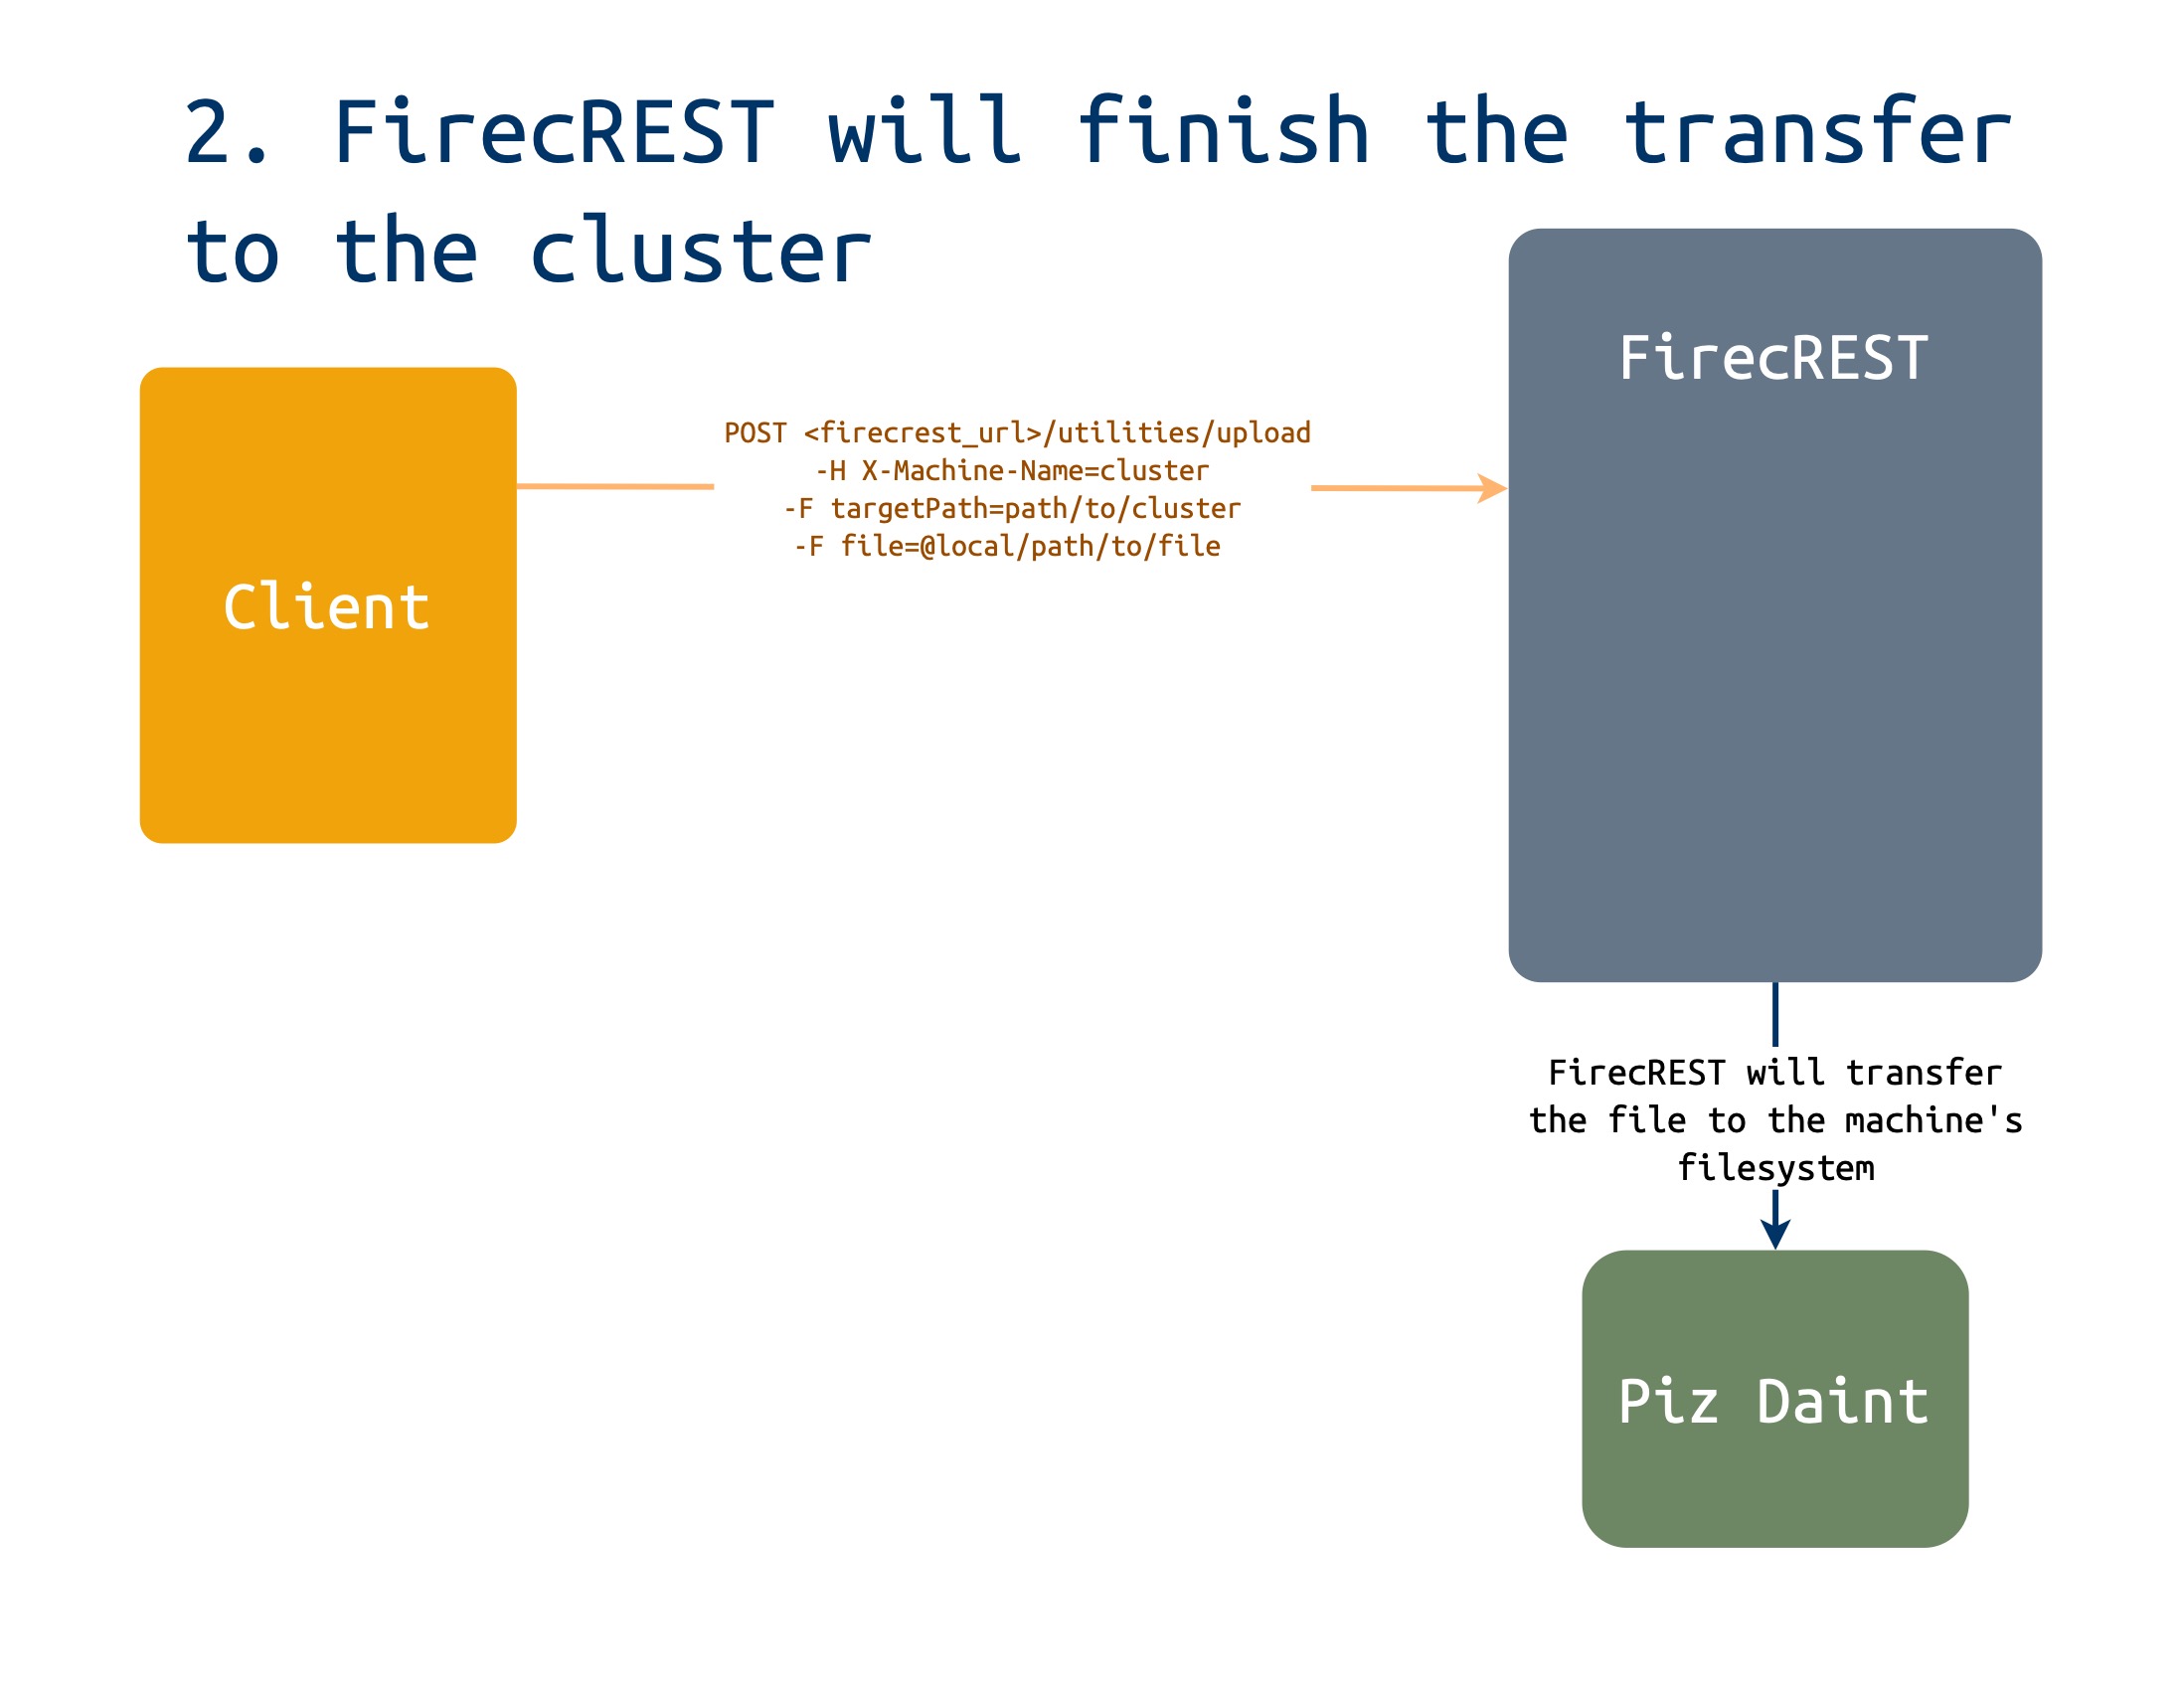 2. FirecREST will finish the transfer
to the cluster
FirecREST
POST <firecrest_url>/utilities/upload
-H X-Machine-Name=cluster
-F targetPath=path/to/cluster
-F file=@local/path/to/file
Client
FirecREST will transfer
the file to the machine's
filesystem
Piz Daint